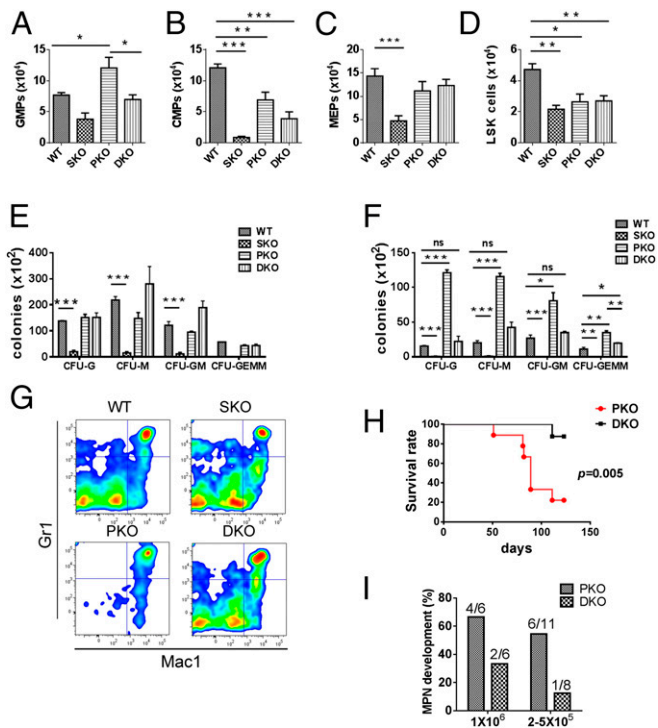 A
GMPs (x10⁴)
15
10
5
0
*
*
WT
SKO
PKO
DKO
B
CMPs (x10⁴)
15
10
5
0
***
**
***
WT
SKO
PKO
DKO
C
MEPs (x10⁴)
20
15
10
5
0
***
WT
SKO
PKO
DKO
D
LSK cells (x10⁴)
6
4
2
0
**
*
**
WT
SKO
PKO
DKO
E
colonies (x10²)
400
300
200
100
0
***
***
***
CFU-G
CFU-M
CFU-GM
CFU-GEMM
WT
SKO
PKO
DKO
F
colonies (x10²)
150
100
50
0
ns
***
***
ns
***
***
ns
*
***
*
**
**
**
CFU-G
CFU-M
CFU-GM
CFU-GEMM
WT
SKO
PKO
DKO
G
WT
SKO
PKO
DKO
Gr1
Mac1
H
PKO
DKO
Survival rate
100
80
60
40
20
0
p=0.005
0
50
100
150
days
I
MPN development (%)
80
60
40
20
0
4/6
2/6
6/11
1/8
PKO
DKO
1X10⁶
2-5X10⁵